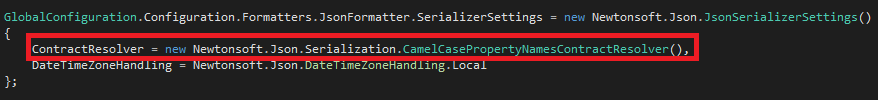 GlobalConfiguration.Configuration.Formatters.JsonFormatter.SerializerSettings = new Newtonsoft.Json.JsonSerializerSettings()
{
ContractResolver = new Newtonsoft.Json.Serialization.CamelCasePropertyNamesContractResolver(),
DateTimeZoneHandling = Newtonsoft.Json.DateTimeZoneHandling.Local
};